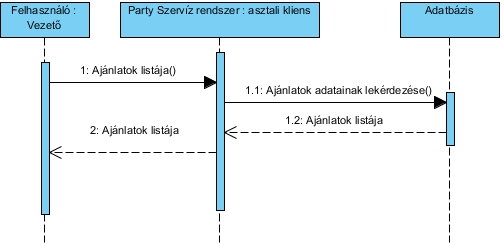 Felhasználó :
Vezető
Party Szervíz rendszer : asztali kliens
Adatbázis
1: Ajánlatok listája()
1.1: Ajánlatok adatainak lekérdezése()
1.2: Ajánlatok listája
2: Ajánlatok listája